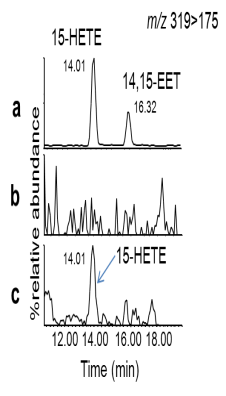 m/z 319>175
15-HETE
14.01
14,15-EET
16.32
a
b
%relative abundance
14.01
15-HETE
c
12.00 14.00 16.00 18.00
Time (min)